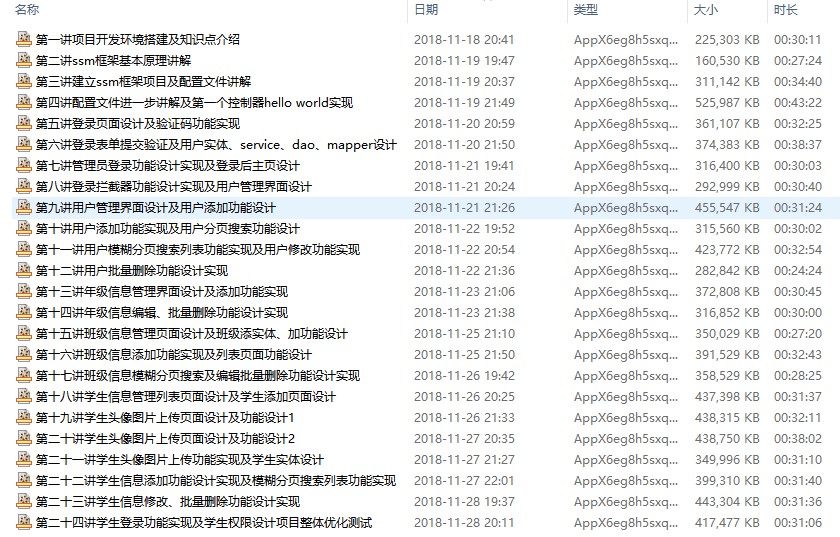 名称 日期 类型 大小 时长
第一讲项目开发环境搭建及知识点介绍 2018-11-18 20:41 AppX6eg8h5sxq... 225,303 KB 00:30:11
第二讲ssm框架基本原理讲解 2018-11-19 19:47 AppX6eg8h5sxq... 160,530 KB 00:27:24
第三讲建立ssm框架项目及配置文件讲解 2018-11-19 20:37 AppX6eg8h5sxq... 311,142 KB 00:34:40
第四讲配置文件进一步讲解及第一个控制器hello world实现 2018-11-19 21:49 AppX6eg8h5sxq... 525,987 KB 00:43:22
第五讲登录页面设计及验证码功能实现 2018-11-20 20:59 AppX6eg8h5sxq... 361,107 KB 00:32:25
第六讲登录表单提交验证及用户实体、service、dao、mapper设计 2018-11-20 21:50 AppX6eg8h5sxq... 374,383 KB 00:38:37
第七讲管理员登录功能设计实现及登录后主页设计 2018-11-21 19:41 AppX6eg8h5sxq... 316,400 KB 00:30:03
第八讲登录拦截器功能设计实现及用户管理界面设计 2018-11-21 20:24 AppX6eg8h5sxq... 292,999 KB 00:30:40
第九讲用户管理界面设计及用户添加功能设计 2018-11-21 21:26 AppX6eg8h5sxq... 455,547 KB 00:31:24
第十讲用户添加功能实现及用户分页搜索功能设计 2018-11-22 19:52 AppX6eg8h5sxq... 315,560 KB 00:30:02
第十一讲用户模糊分页搜索列表功能实现及用户修改功能实现 2018-11-22 20:54 AppX6eg8h5sxq... 423,772 KB 00:32:54
第十二讲用户批量删除功能设计实现 2018-11-22 21:36 AppX6eg8h5sxq... 282,842 KB 00:24:24
第十三讲年级信息管理界面设计及添加功能实现 2018-11-23 21:06 AppX6eg8h5sxq... 372,808 KB 00:30:45
第十四讲年级信息编辑、批量删除功能设计实现 2018-11-23 21:38 AppX6eg8h5sxq... 316,852 KB 00:30:00
第十五讲班级信息管理页面设计及班级添实体、加功能设计 2018-11-25 21:10 AppX6eg8h5sxq... 350,029 KB 00:27:20
第十六讲班级信息添加功能实现及列表页面功能设计 2018-11-25 21:50 AppX6eg8h5sxq... 391,529 KB 00:32:43
第十七讲班级信息模糊分页搜索及编辑批量删除功能设计实现 2018-11-26 19:42 AppX6eg8h5sxq... 358,529 KB 00:28:25
第十八讲学生信息管理列表页面设计及学生添加页面设计 2018-11-26 20:25 AppX6eg8h5sxq... 437,398 KB 00:31:37
第十九讲学生头像图片上传页面设计及功能设计1 2018-11-26 21:33 AppX6eg8h5sxq... 438,315 KB 00:32:11
第二十讲学生头像图片上传页面设计及功能设计2 2018-11-27 20:35 AppX6eg8h5sxq... 438,750 KB 00:38:02
第二十一讲学生头像图片上传功能实现及学生实体设计 2018-11-27 21:27 AppX6eg8h5sxq... 349,996 KB 00:31:10
第二十二讲学生信息添加功能设计实现及模糊分页搜索列表功能实现 2018-11-27 22:01 AppX6eg8h5sxq... 399,310 KB 00:31:40
第二十三讲学生信息修改、批量删除功能设计实现 2018-11-28 19:37 AppX6eg8h5sxq... 443,304 KB 00:31:36
第二十四讲学生登录功能实现及学生权限设计项目整体优化测试 2018-11-28 20:11 AppX6eg8h5sxq... 417,477 KB 00:31:06